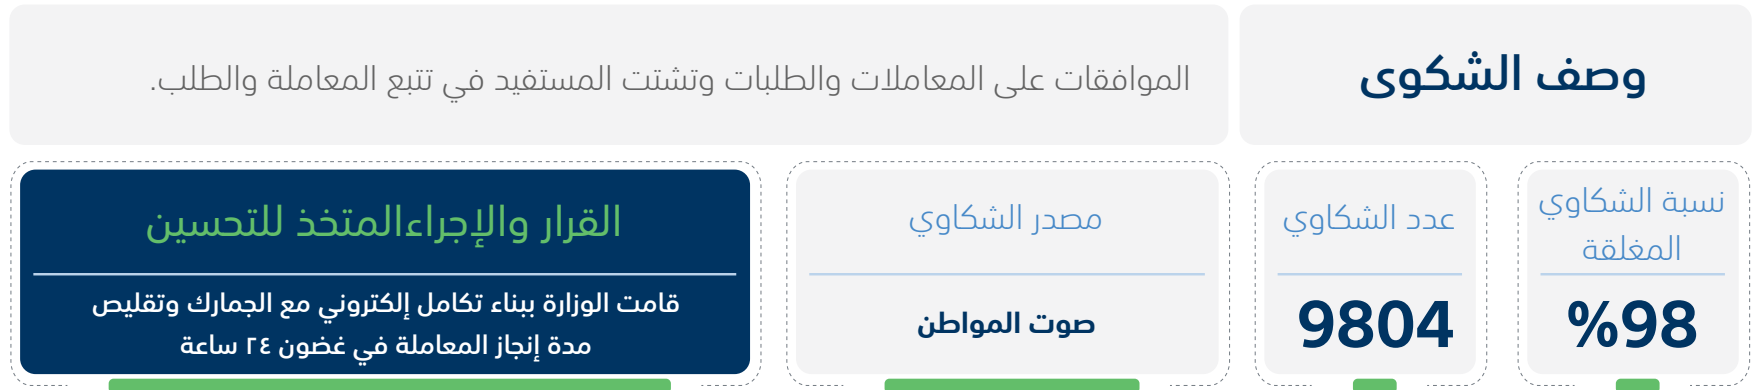 وصف الشكوى
الموافقات على المعاملات والطلبات وتشتت المستفيد في تتبع المعاملة والطلب.
نسبة الشكاوي
المغلقة
%98
عدد الشكاوي
9804
مصدر الشكاوي
صوت المواطن
القرار والإجراءالمتخذ للتحسين
قامت الوزارة ببناء تكامل إلكتروني مع الجمارك وتقليص
مدة إنجاز المعاملة في غضون ٢٤ ساعة